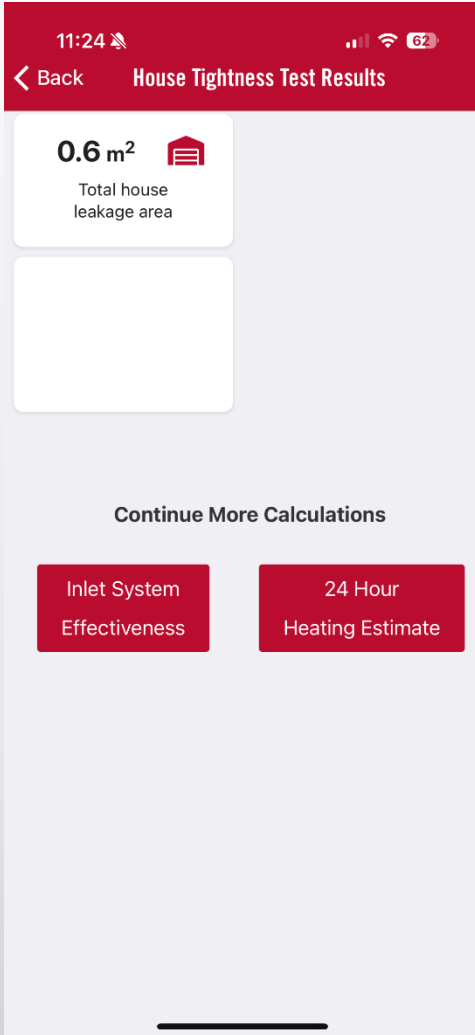 11:24
62
Back House Tightness Test Results
0.6 m²
Total house
leakage area
Continue More Calculations
Inlet System
Effectiveness
24 Hour
Heating Estimate